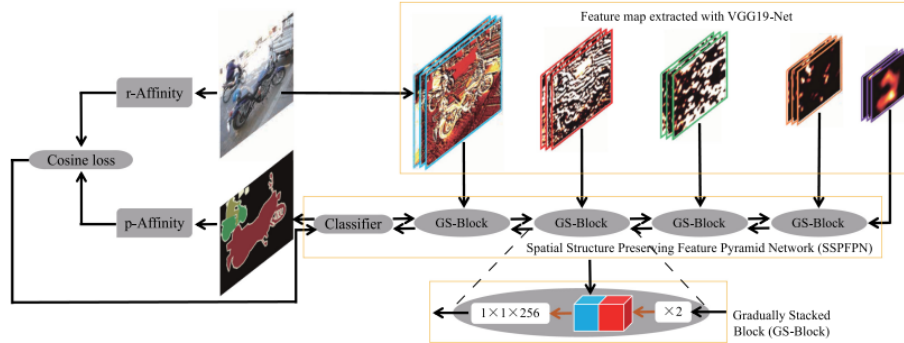 Feature map extracted with VGG19-Net
r-Affinity
Cosine loss
p-Affinity
Classifier
GS-Block
GS-Block
GS-Block
GS-Block
Spatial Structure Preserving Feature Pyramid Network (SSPFPN)
1×1×256
×2
Gradually Stacked
Block (GS-Block)